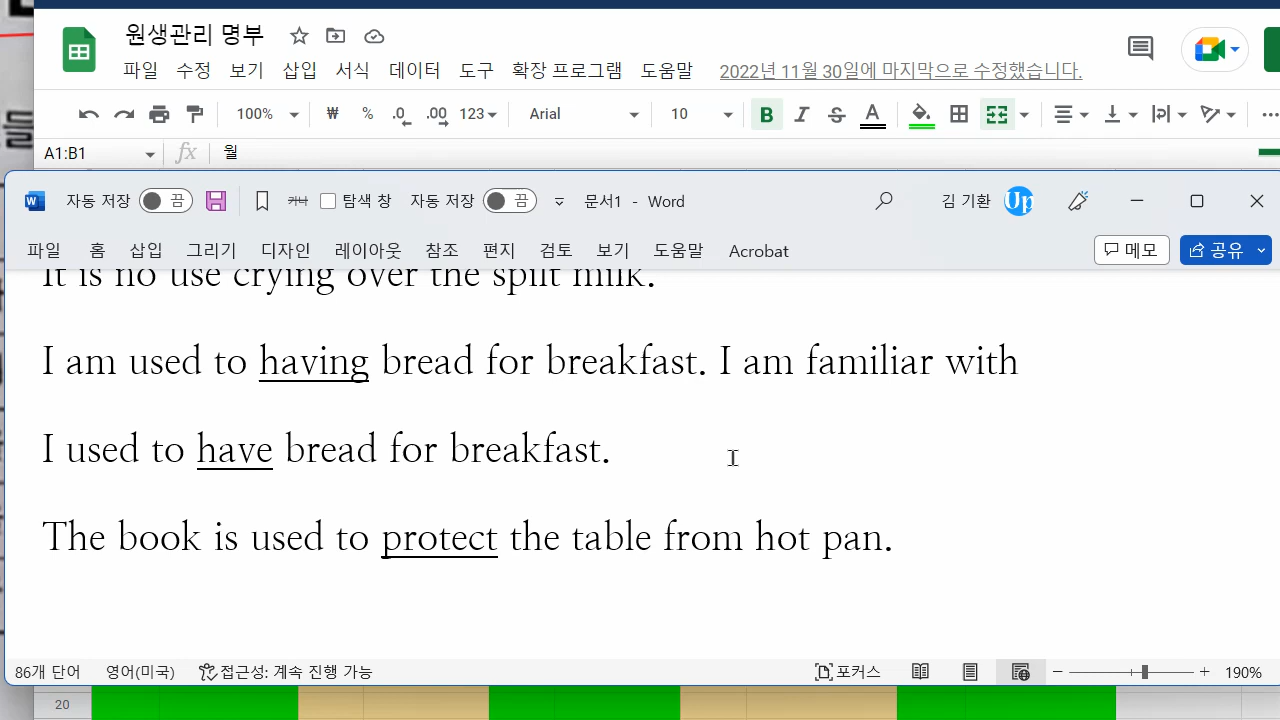 원생관리 명부
파일 수정 보기 삽입 서식 데이터 도구 확장 프로그램 도움말 2022년 11월 30일에 마지막으로 수정했습니다.
100% ₩ % .0 .00 123 Arial 10 B I S A
A1:B1 fx 월
자동 저장 끔 가나 탐색 창 자동 저장 끔 문서1 - Word 김 기환 Up
파일 홈 삽입 그리기 디자인 레이아웃 참조 편지 검토 보기 도움말 Acrobat 메모 공유
It is no use crying over the spilt milk.
I am used to having bread for breakfast. I am familiar with
I used to have bread for breakfast.
The book is used to protect the table from hot pan.
86개 단어 영어(미국) 접근성: 계속 진행 가능 포커스 190%
20